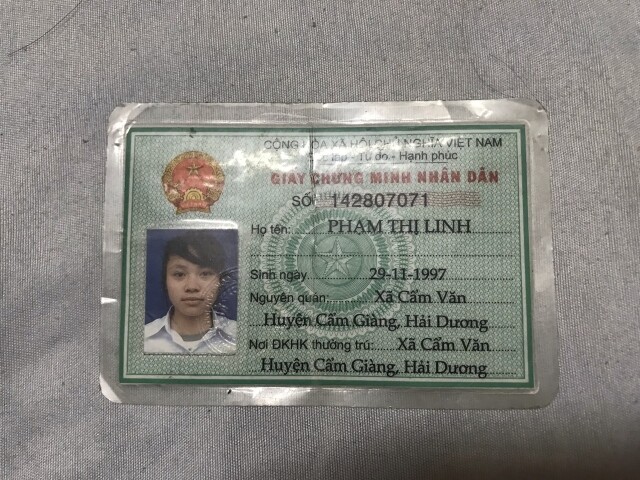 CỘNG HÒA XÃ HỘI CHỦ NGHĨA VIỆT NAM
Độc lập - Tự do - Hạnh phúc
GIẤY CHỨNG MINH NHÂN DÂN
SỐ 142807071
Họ tên: PHẠM THỊ LINH
Sinh ngày 29-11-1997
Nguyên quán: Xã Cẩm Văn
Huyện Cẩm Giàng, Hải Dương
Nơi ĐKHK thường trú: Xã Cẩm Văn
Huyện Cẩm Giàng, Hải Dương